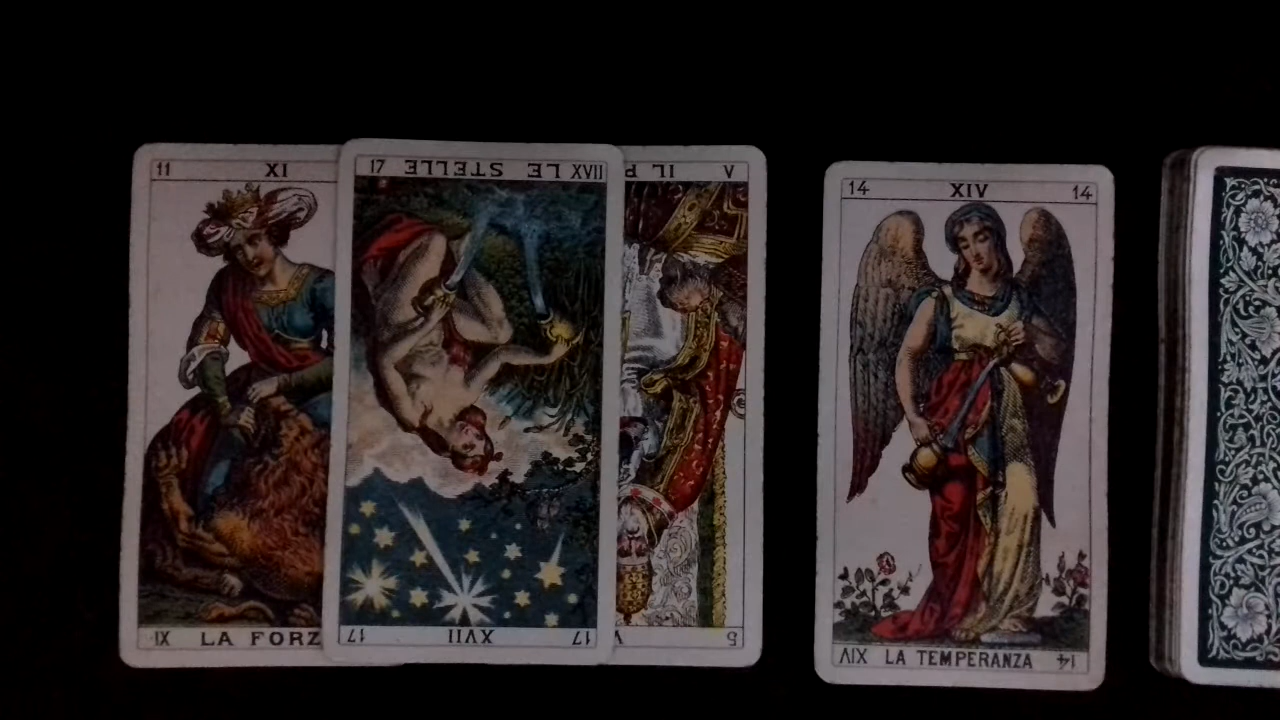 11 XI
XI LA FORZ
17 LE STELLE XVII
17 XVII 17
IL P V
V 5
14 XIV 14
XIV LA TEMPERANZA 14